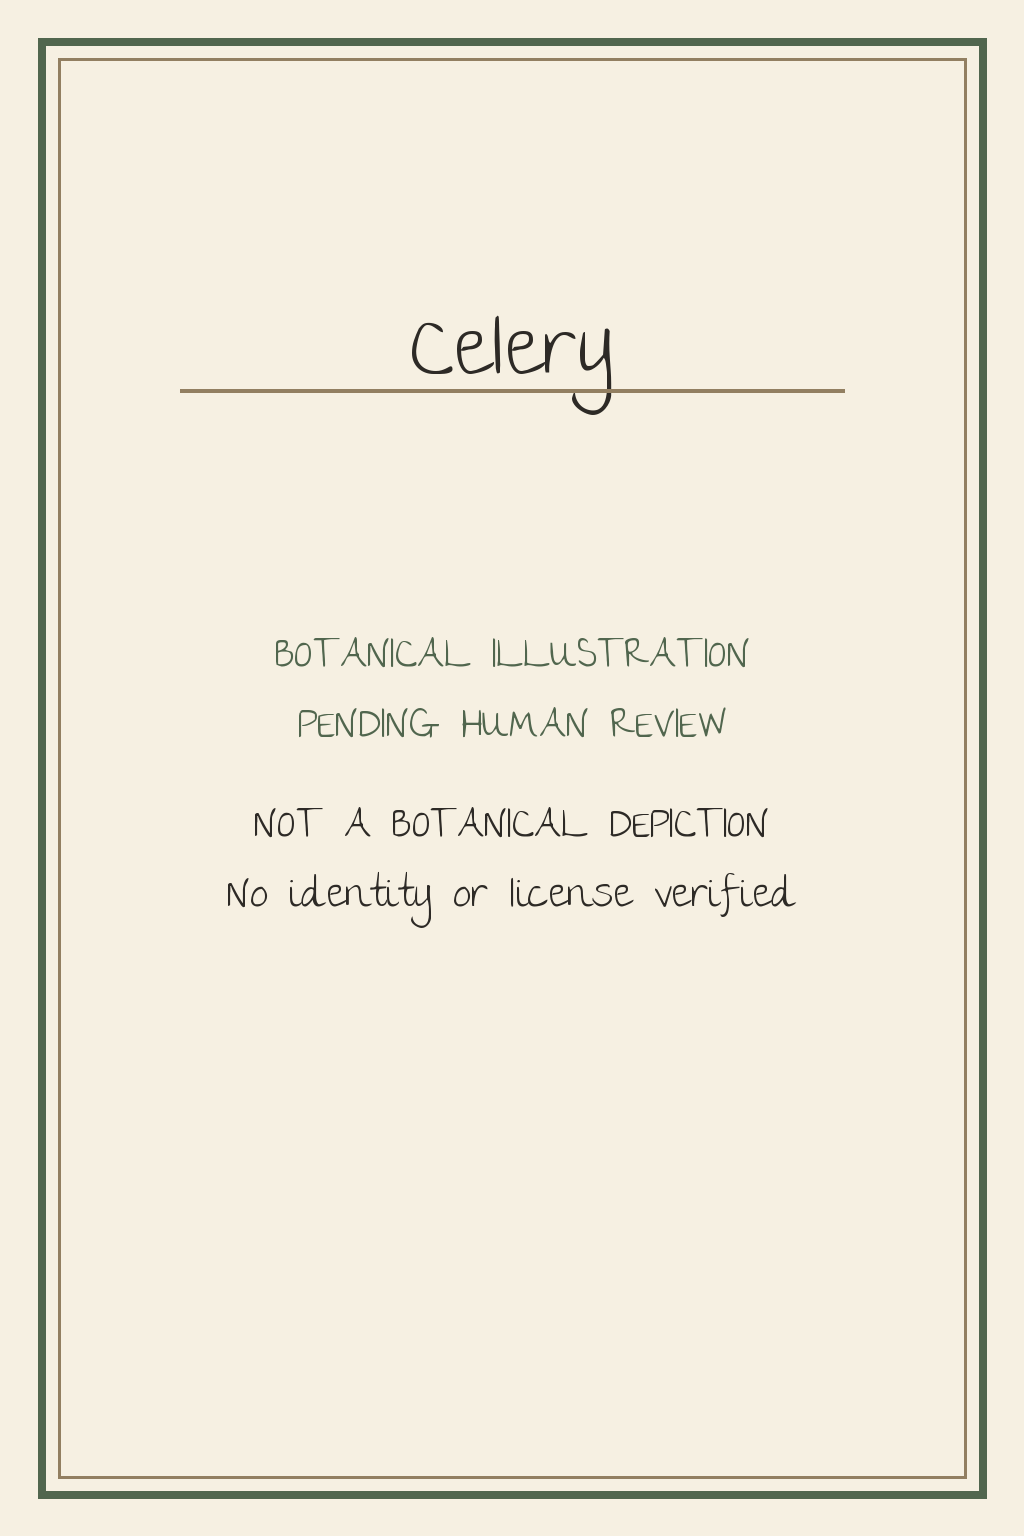 Celery
BOTANICAL ILLUSTRATION
PENDING HUMAN REVIEW
NOT A BOTANICAL DEPICTION
No identity or license verified